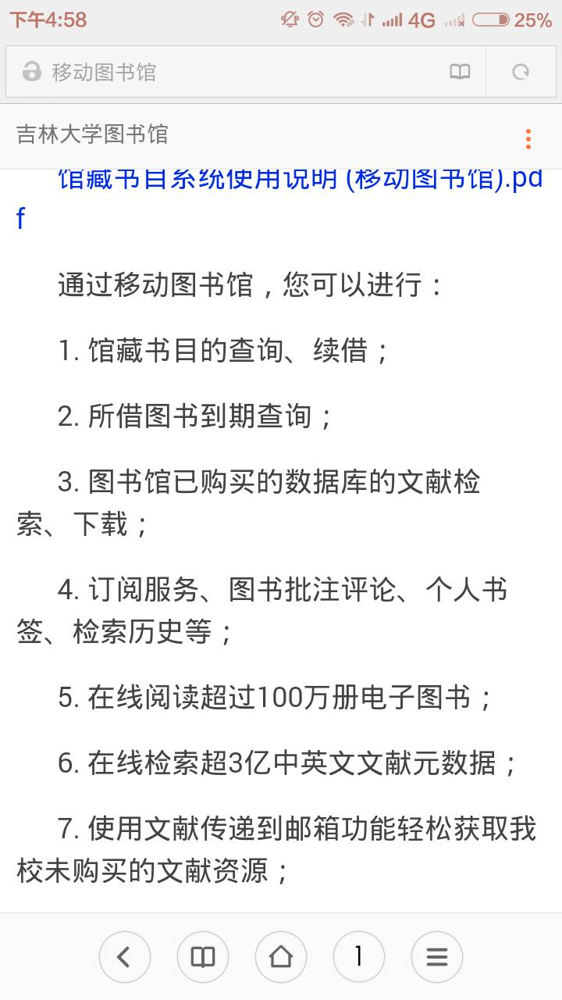 下午4:58
4G
25%
移动图书馆
吉林大学图书馆
馆藏书目系统使用说明 (移动图书馆).pd
f
通过移动图书馆，您可以进行：
1. 馆藏书目的查询、续借；
2. 所借图书到期查询；
3. 图书馆已购买的数据库的文献检
索、下载；
4. 订阅服务、图书批注评论、个人书
签、检索历史等；
5. 在线阅读超过100万册电子图书；
6. 在线检索超3亿中英文文献元数据；
7. 使用文献传递到邮箱功能轻松获取我
校未购买的文献资源；
1